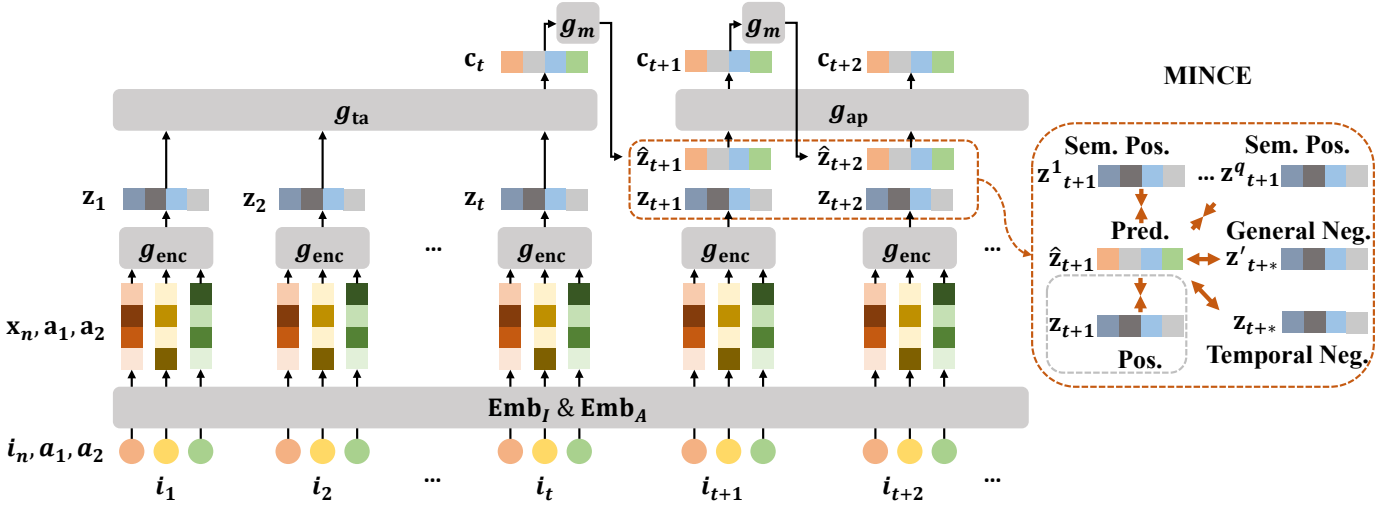 g_m g_m
c_t c_{t+1} c_{t+2}
MINCE
g_ta g_ap
Sem. Pos. Sem. Pos.
ẑ_{t+1} ẑ_{t+2}
z^1_{t+1} ... z^q_{t+1}
z_1 z_2 z_t z_{t+1} z_{t+2}
Pred. General Neg.
g_enc g_enc ... g_enc g_enc g_enc ...
ẑ_{t+1} z'_{t+*}
z_{t+1} z_{t+*}
x_n, a_1, a_2
Pos. Temporal Neg.
Emb_I & Emb_A
i_n, a_1, a_2
i_1 i_2 ... i_t i_{t+1} i_{t+2} ...